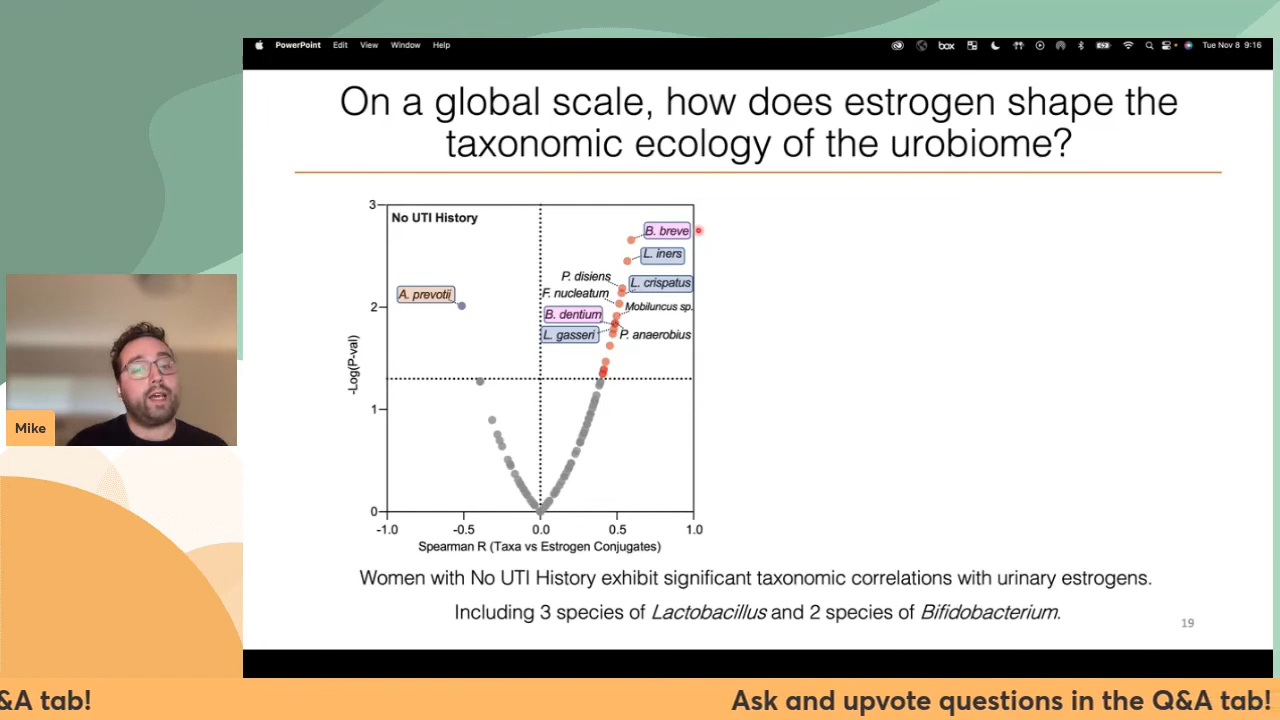 PowerPoint Edit View Window Help
box
Tue Nov 8 9:16
On a global scale, how does estrogen shape the
taxonomic ecology of the urobiome?
3
No UTI History
B. breve
L. iners
P. disiens
L. crispatus
A. prevotii
F. nucleatum
2
Mobiluncus sp.
B. dentium
L. gasseri
P. anaerobius
-Log(P-val)
1
0
-1.0 -0.5 0.0 0.5 1.0
Spearman R (Taxa vs Estrogen Conjugates)
Women with No UTI History exhibit significant taxonomic correlations with urinary estrogens.
Including 3 species of Lactobacillus and 2 species of Bifidobacterium.
19
Mike
&A tab!
Ask and upvote questions in the Q&A tab!